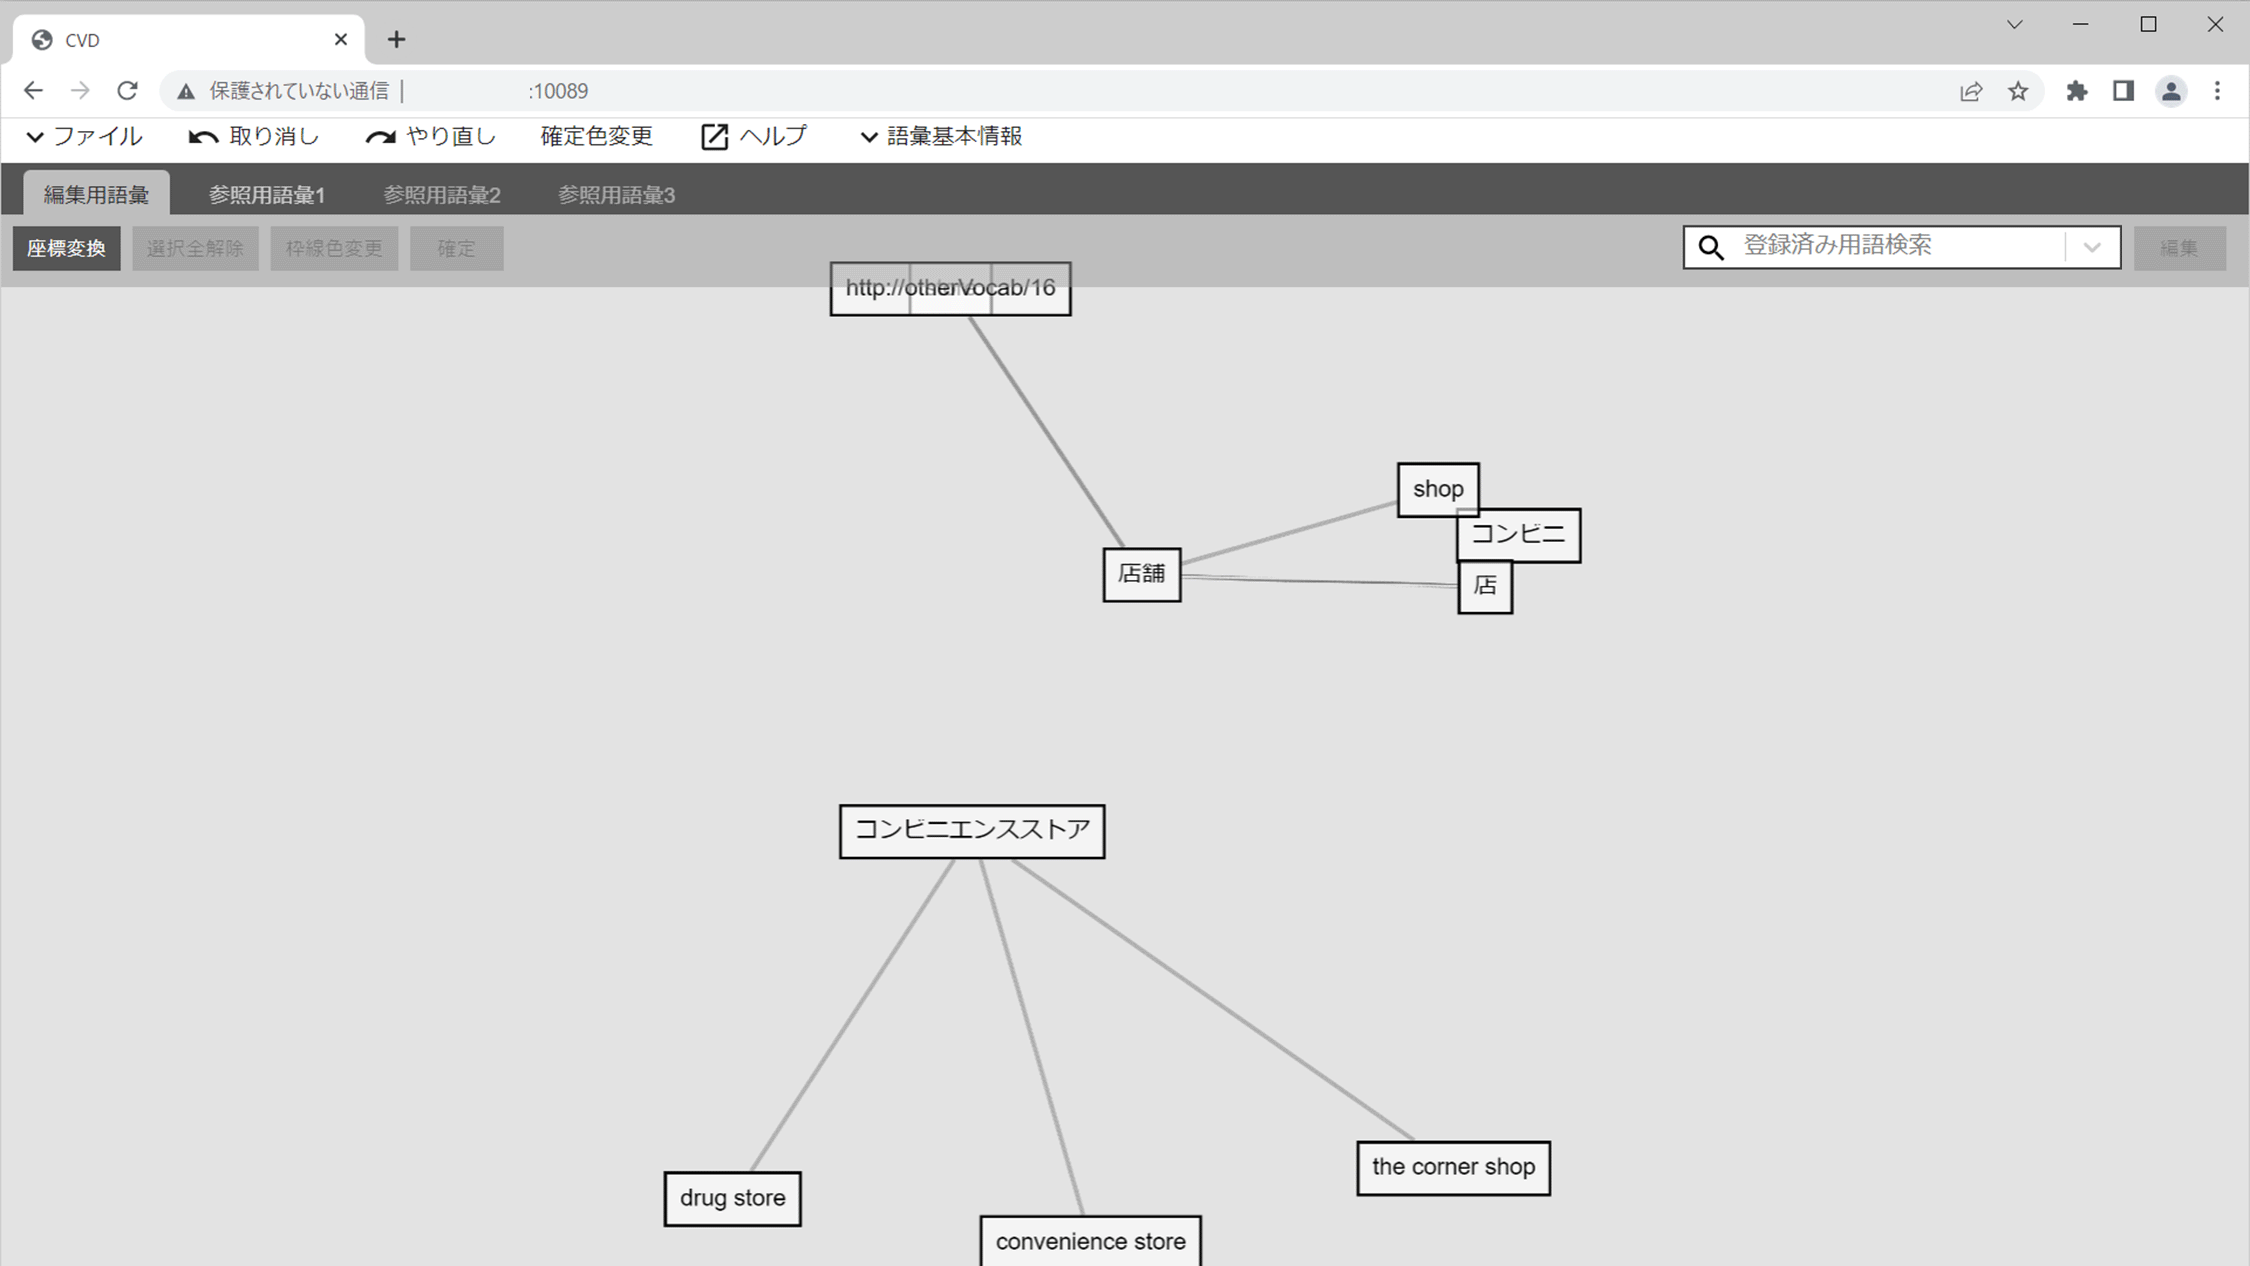 CVD
保護されていない通信
:10089
ファイル 取り消し やり直し 確定色変更 ヘルプ 語彙基本情報
編集用語彙 参照用語彙1 参照用語彙2 参照用語彙3
座標変換 選択全解除 枠線色変更 確定 登録済み用語検索 編集
http://otherVocab/16
shop
コンビニ
店舗
店
コンビニエンスストア
the corner shop
drug store
convenience store